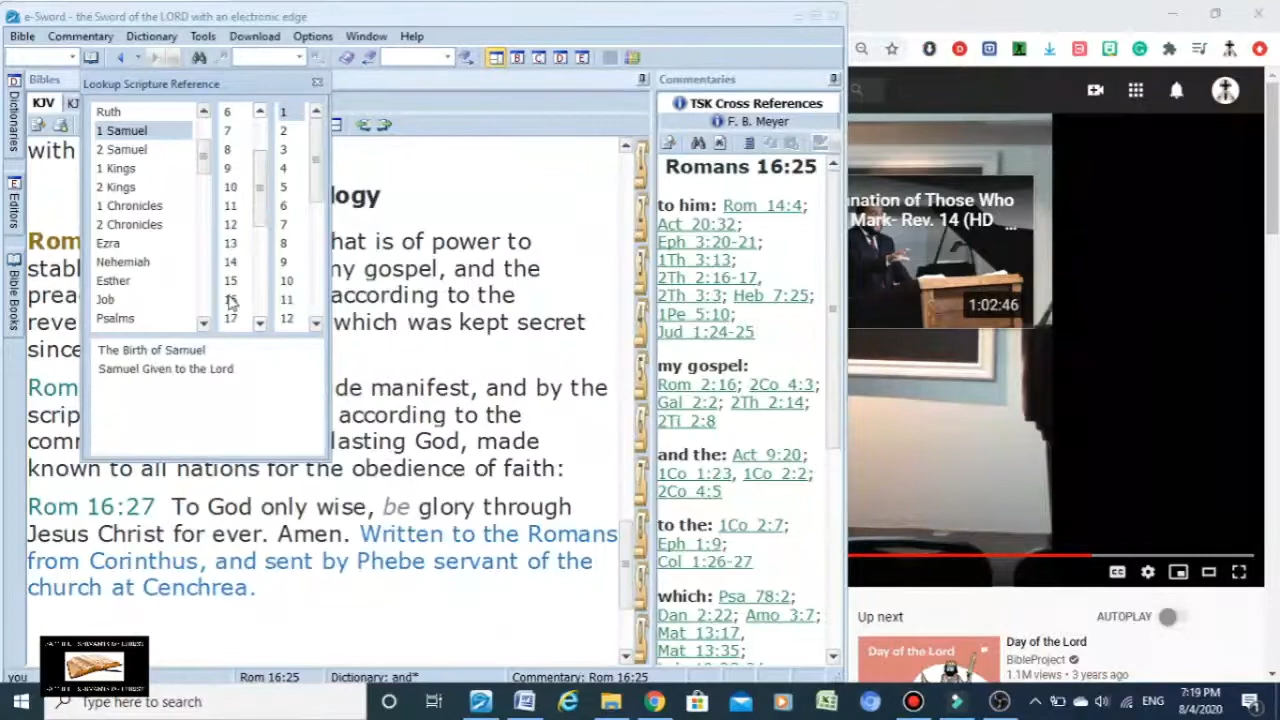 e-Sword - the Sword of the LORD with an electronic edge
Bible Commentary Dictionary Tools Download Options Window Help
B C D E
Bibles
Lookup Scripture Reference
KJV
Dictionaries
Editors
Bible Books
Ruth 6 1
1 Samuel 7 2
2 Samuel 8 3
1 Kings 9 4
2 Kings 10 5
1 Chronicles 11 6
2 Chronicles 12 7
Ezra 13 8
Nehemiah 14 9
Esther 15 10
Job 11
Psalms 17 12
The Birth of Samuel
Samuel Given to the Lord
with
logy
Rom hat is of power to
stabl my gospel, and the
prea according to the
reve which was kept secret
since
Rom de manifest, and by the
scrip according to the
comm lasting God, made
known to all nations for the obedience of faith:
Rom 16:27 To God only wise, be glory through
Jesus Christ for ever. Amen. Written to the Romans
from Corinthus, and sent by Phebe servant of the
church at Cenchrea.
Commentaries
TSK Cross References
F. B. Meyer
Romans 16:25
to him: Rom 14:4;
Act 20:32;
Eph 3:20-21;
1Th 3:13;
2Th 2:16-17,
2Th 3:3; Heb 7:25;
1Pe 5:10;
Jud 1:24-25
my gospel:
Rom 2:16; 2Co 4:3;
Gal 2:2; 2Th 2:14;
2Ti 2:8
and the: Act 9:20;
1Co 1:23, 1Co 2:2;
2Co 4:5
to the: 1Co 2:7;
Eph 1:9;
Col 1:26-27
which: Psa 78:2;
Dan 2:22; Amo 3:7;
Mat 13:17,
Mat 13:35;
nation of Those Who
Mark- Rev. 14 (HD
...
1:02:46
CC
Up next
AUTOPLAY
Day of the Lord
Day of the Lord
BibleProject
1.1M views • 3 years ago
you
Rom 16:25
Dictionary: and*
Commentary: Rom 16:25
Type here to search
ENG
7:19 PM
8/4/2020